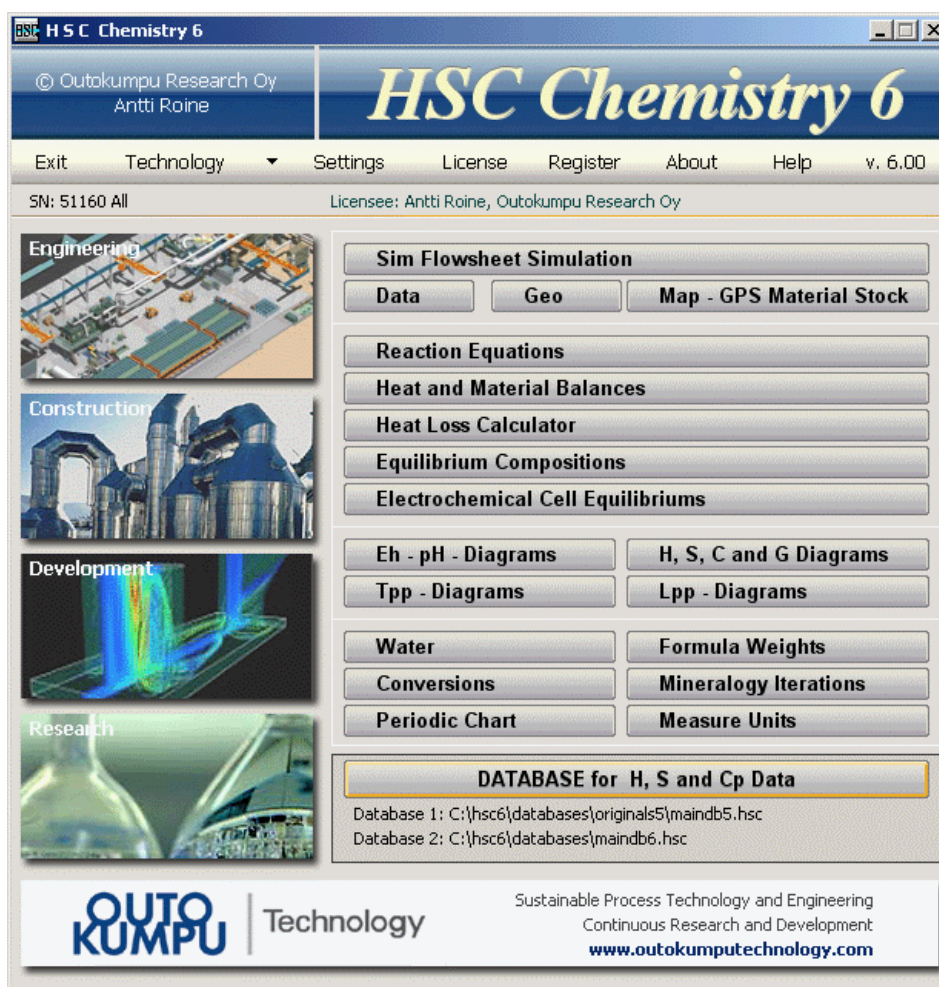 HSC H S C Chemistry 6
© Outokumpu Research Oy
Antti Roine
HSC Chemistry 6
Exit Technology Settings License Register About Help v. 6.00
SN: 51160 All Licensee: Antti Roine, Outokumpu Research Oy
Engineering
Construction
Development
Research
Sim Flowsheet Simulation
Data Geo Map - GPS Material Stock
Reaction Equations
Heat and Material Balances
Heat Loss Calculator
Equilibrium Compositions
Electrochemical Cell Equilibriums
Eh - pH - Diagrams H, S, C and G Diagrams
Tpp - Diagrams Lpp - Diagrams
Water Formula Weights
Conversions Mineralogy Iterations
Periodic Chart Measure Units
DATABASE for H, S and Cp Data
Database 1: C:\hsc6\databases\originals5\maindb5.hsc
Database 2: C:\hsc6\databases\maindb6.hsc
OUTO
KUMPU
Technology
Sustainable Process Technology and Engineering
Continuous Research and Development
www.outokumputechnology.com